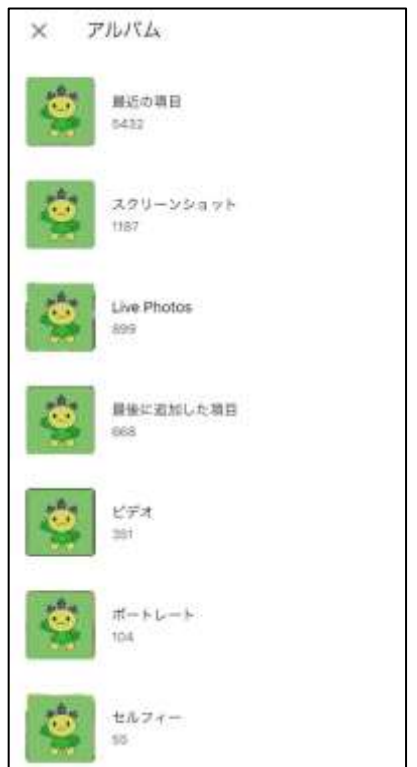 アルバム
最近の項目
5432
スクリーンショット
1187
Live Photos
899
最後に追加した項目
668
ビデオ
351
ポートレート
104
セルフィー
55